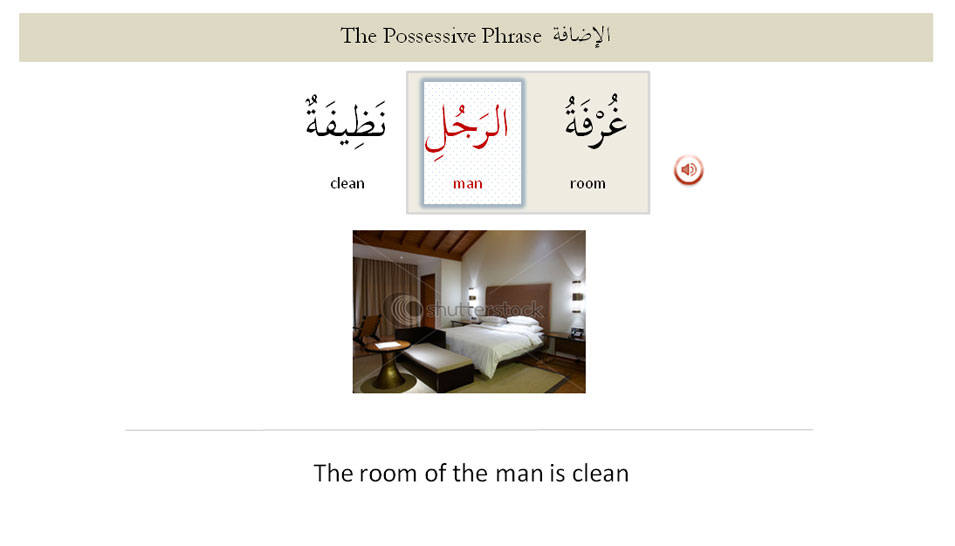 The Possessive Phrase الإضافة
غُرْفَةُ الرَجُلِ نَظِيفَةٌ
clean man room
shutterstock
The room of the man is clean